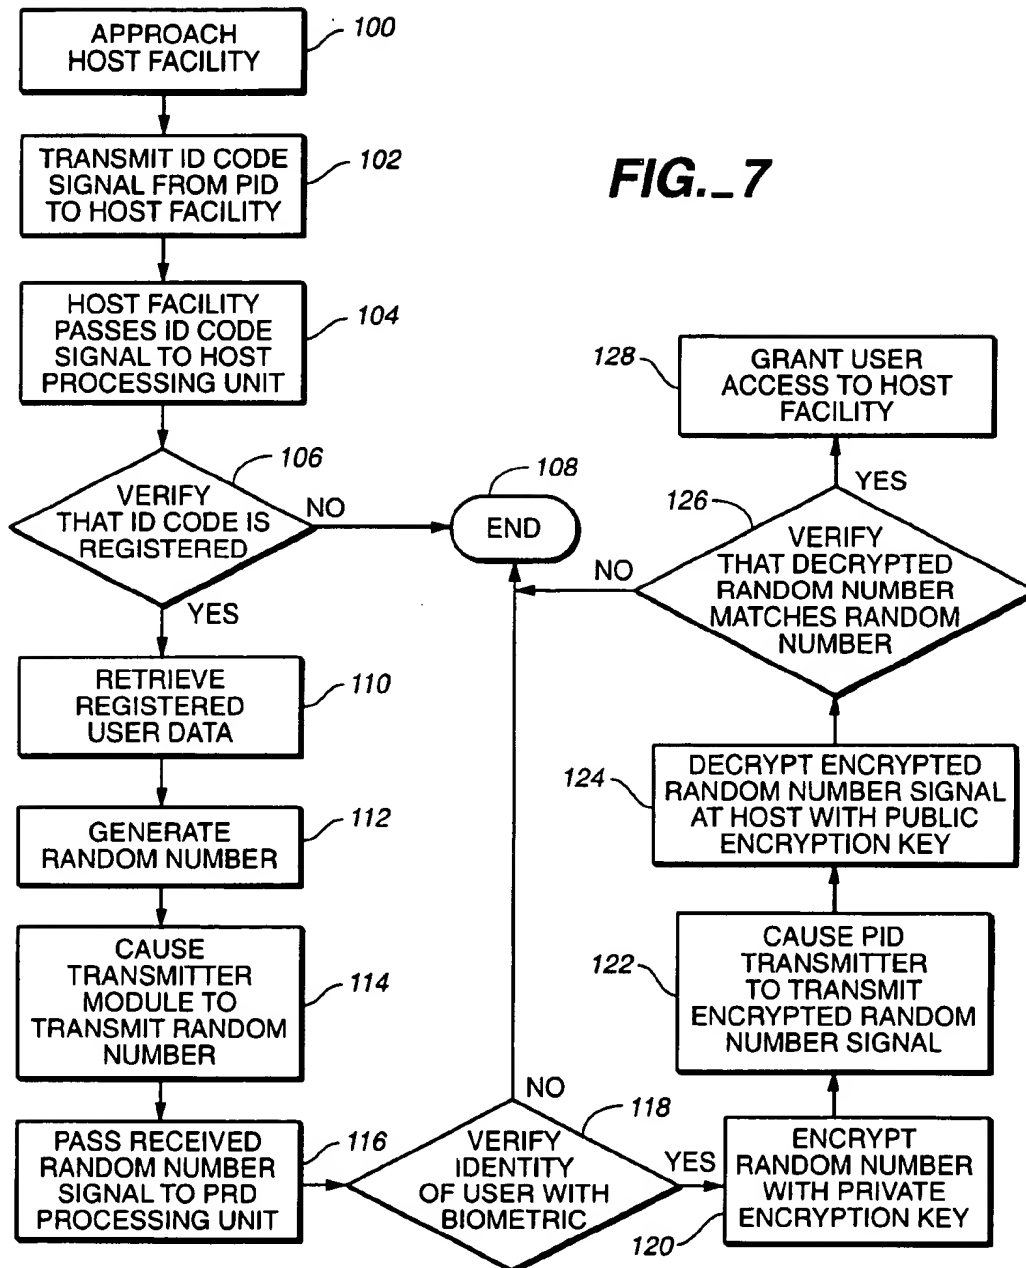 APPROACH
HOST FACILITY
100
TRANSMIT ID CODE
SIGNAL FROM PID
TO HOST FACILITY
102
FIG._7
HOST FACILITY
PASSES ID CODE
SIGNAL TO HOST
PROCESSING UNIT
104
VERIFY
THAT ID CODE IS
REGISTERED
106
NO
YES
END
108
RETRIEVE
REGISTERED
USER DATA
110
GENERATE
RANDOM NUMBER
112
CAUSE
TRANSMITTER
MODULE TO
TRANSMIT RANDOM
NUMBER
114
PASS RECEIVED
RANDOM NUMBER
SIGNAL TO PRD
PROCESSING UNIT
116
VERIFY
IDENTITY
OF USER WITH
BIOMETRIC
118
NO
YES
ENCRYPT
RANDOM NUMBER
WITH PRIVATE
ENCRYPTION KEY
120
CAUSE PID
TRANSMITTER
TO TRANSMIT
ENCRYPTED RANDOM
NUMBER SIGNAL
122
DECRYPT ENCRYPTED
RANDOM NUMBER SIGNAL
AT HOST WITH PUBLIC
ENCRYPTION KEY
124
VERIFY
THAT DECRYPTED
RANDOM NUMBER
MATCHES RANDOM
NUMBER
126
NO
YES
GRANT USER
ACCESS TO HOST
FACILITY
128